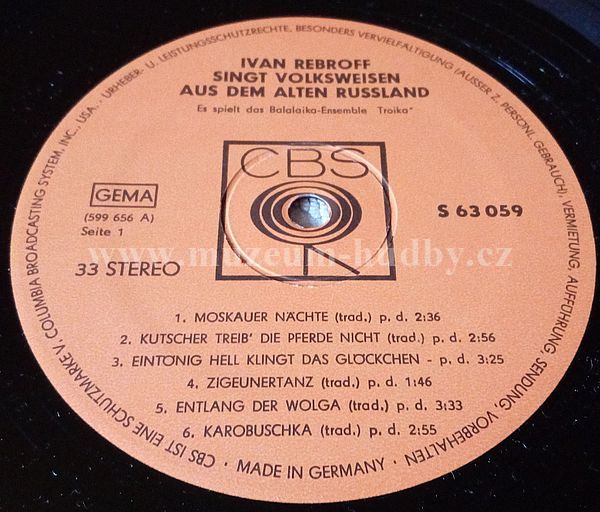 IVAN REBROFF
SINGT VOLKSWEISEN
AUS DEM ALTEN RUSSLAND
Es spielt das Balalaika-Ensemble Troika"
CBS
GEMA
(599 656 A)
Seite 1
33 STEREO
S 63 059
www.muzeum-hudby.cz
1. MOSKAUER NÄCHTE (trad.) p. d. 2:36
2. KUTSCHER TREIB' DIE PFERDE NICHT (trad.) p. d. 2:56
3. EINTÖNIG HELL KLINGT DAS GLÖCKCHEN - p. d. 3:25
4. ZIGEUNERTANZ (trad.) p. d. 1:46
5. ENTLANG DER WOLGA (trad.) p. d. 3:33
6. KAROBUSCHKA (trad.) p. d. 2:55
CBS IST EINE SCHUTZMARKE V. COLUMBIA BROADCASTING SYSTEM, INC., USA. · URHEBER- U. LEISTUNGSSCHUTZRECHTE, BESONDERS VERVIELFÄLTIGUNG (AUSSER Z. PERSÖNL. GEBRAUCH), VERMIETUNG, AUFFÜHRUNG, SENDUNG, VORBEHALTEN · MADE IN GERMANY ·